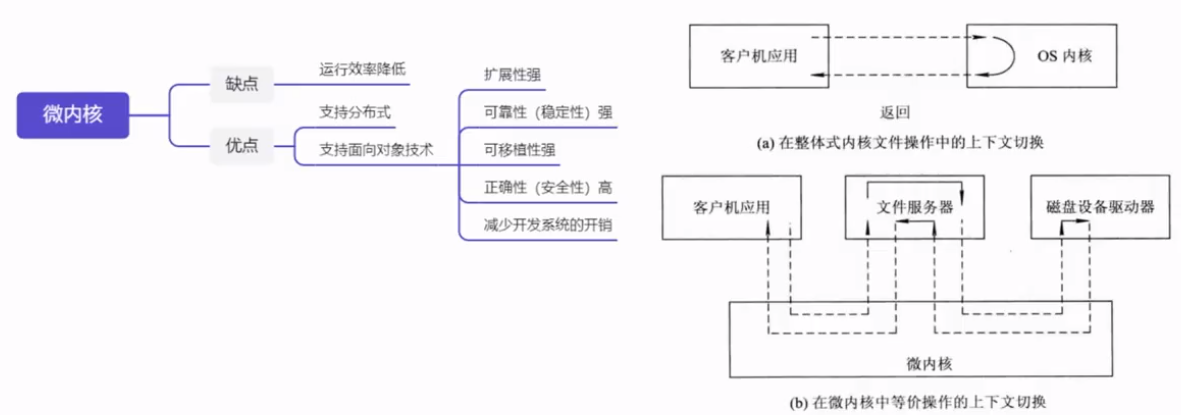 微内核
缺点
运行效率降低
优点
支持分布式
支持面向对象技术
扩展性强
可靠性（稳定性）强
可移植性强
正确性（安全性）高
减少开发系统的开销
客户机应用
OS 内核
返回
(a) 在整体式内核文件操作中的上下文切换
客户机应用
文件服务器
磁盘设备驱动器
微内核
(b) 在微内核中等价操作的上下文切换